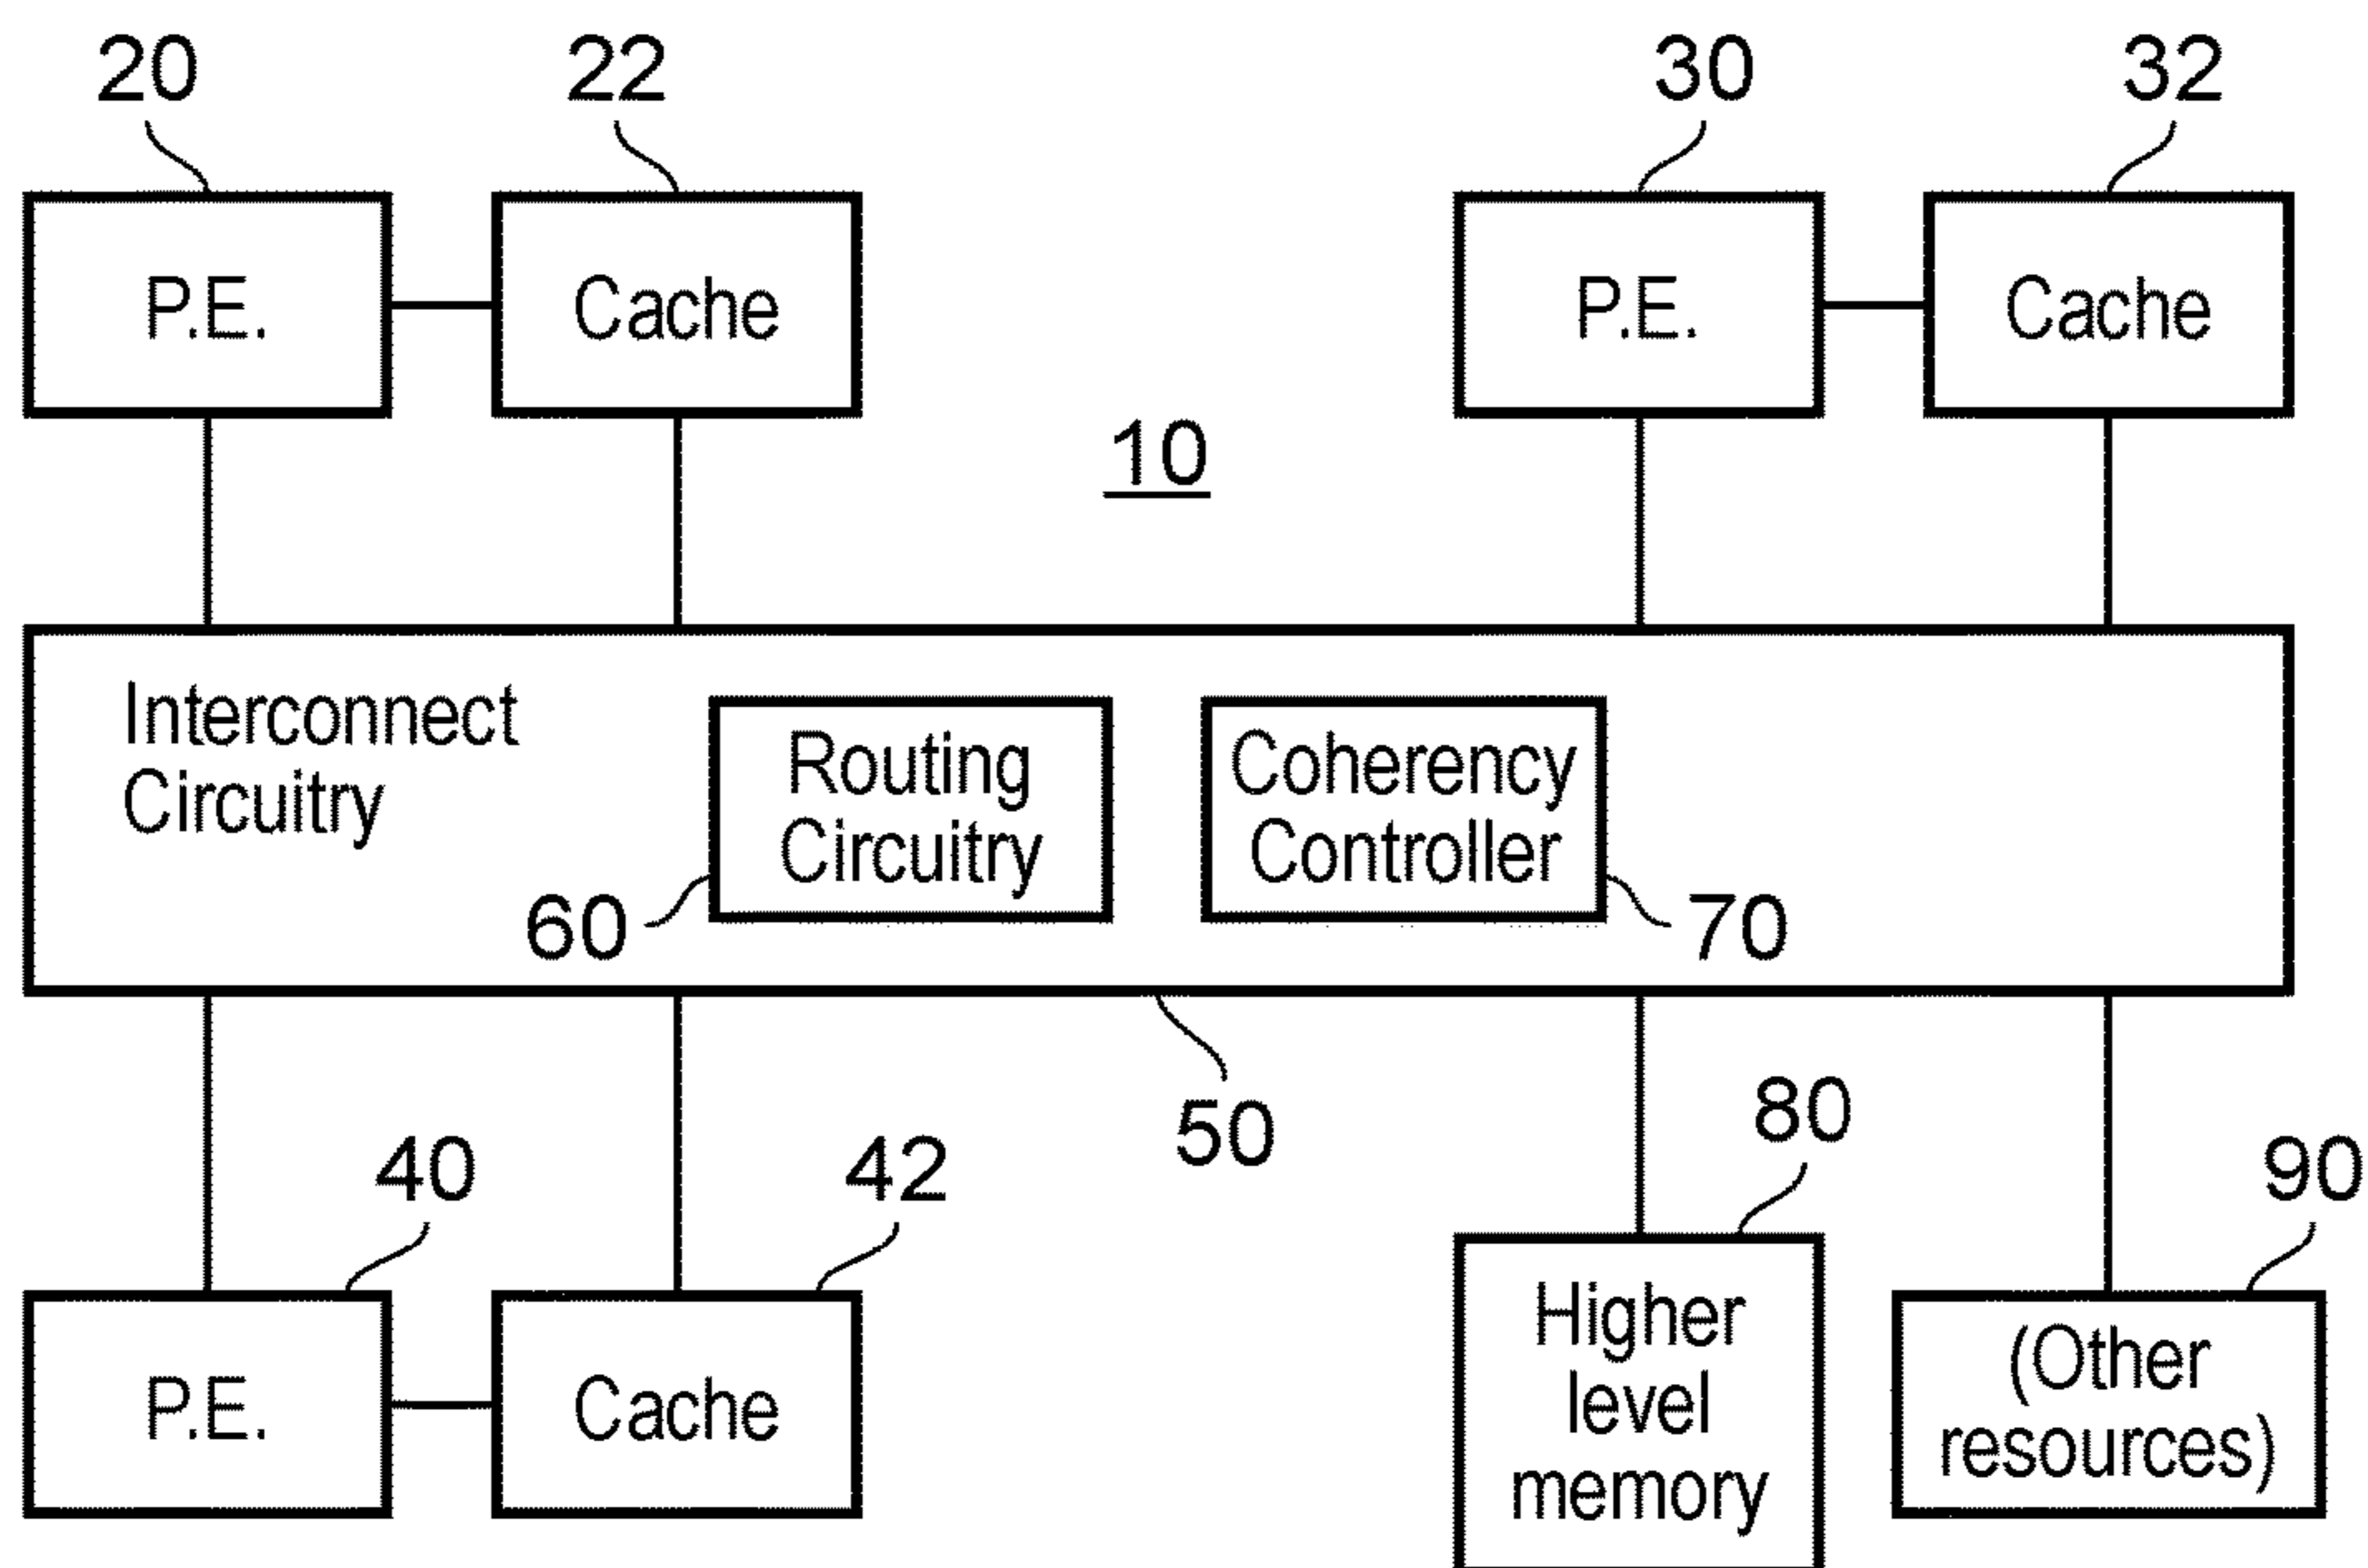 20
22
30
32
P.E.
Cache
P.E.
Cache
10
Interconnect
Circuitry
Routing
Circuitry
Coherency
Controller
60
70
50
80
40
42
90
P.E.
Cache
Higher
level
memory
(Other
resources)